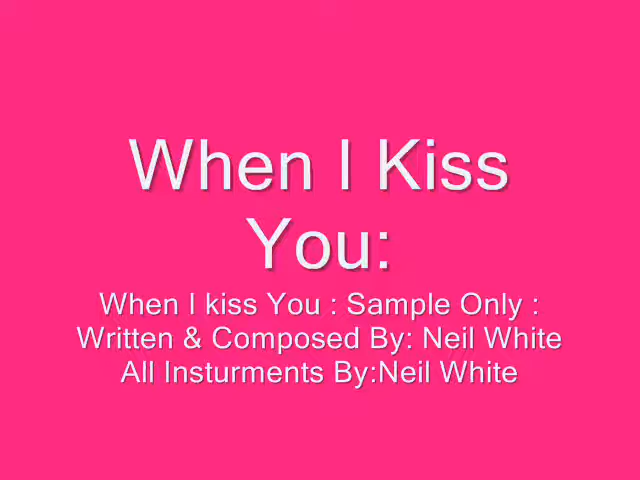 When I Kiss
You:
When I kiss You : Sample Only :
Written & Composed By: Neil White
All Insturments By:Neil White